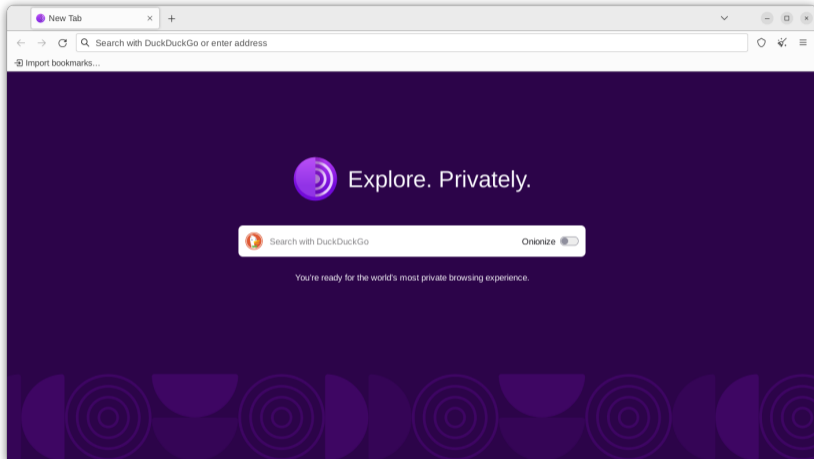 New Tab
Search with DuckDuckGo or enter address
Import bookmarks...
Explore. Privately.
Search with DuckDuckGo
Onionize
You're ready for the world's most private browsing experience.